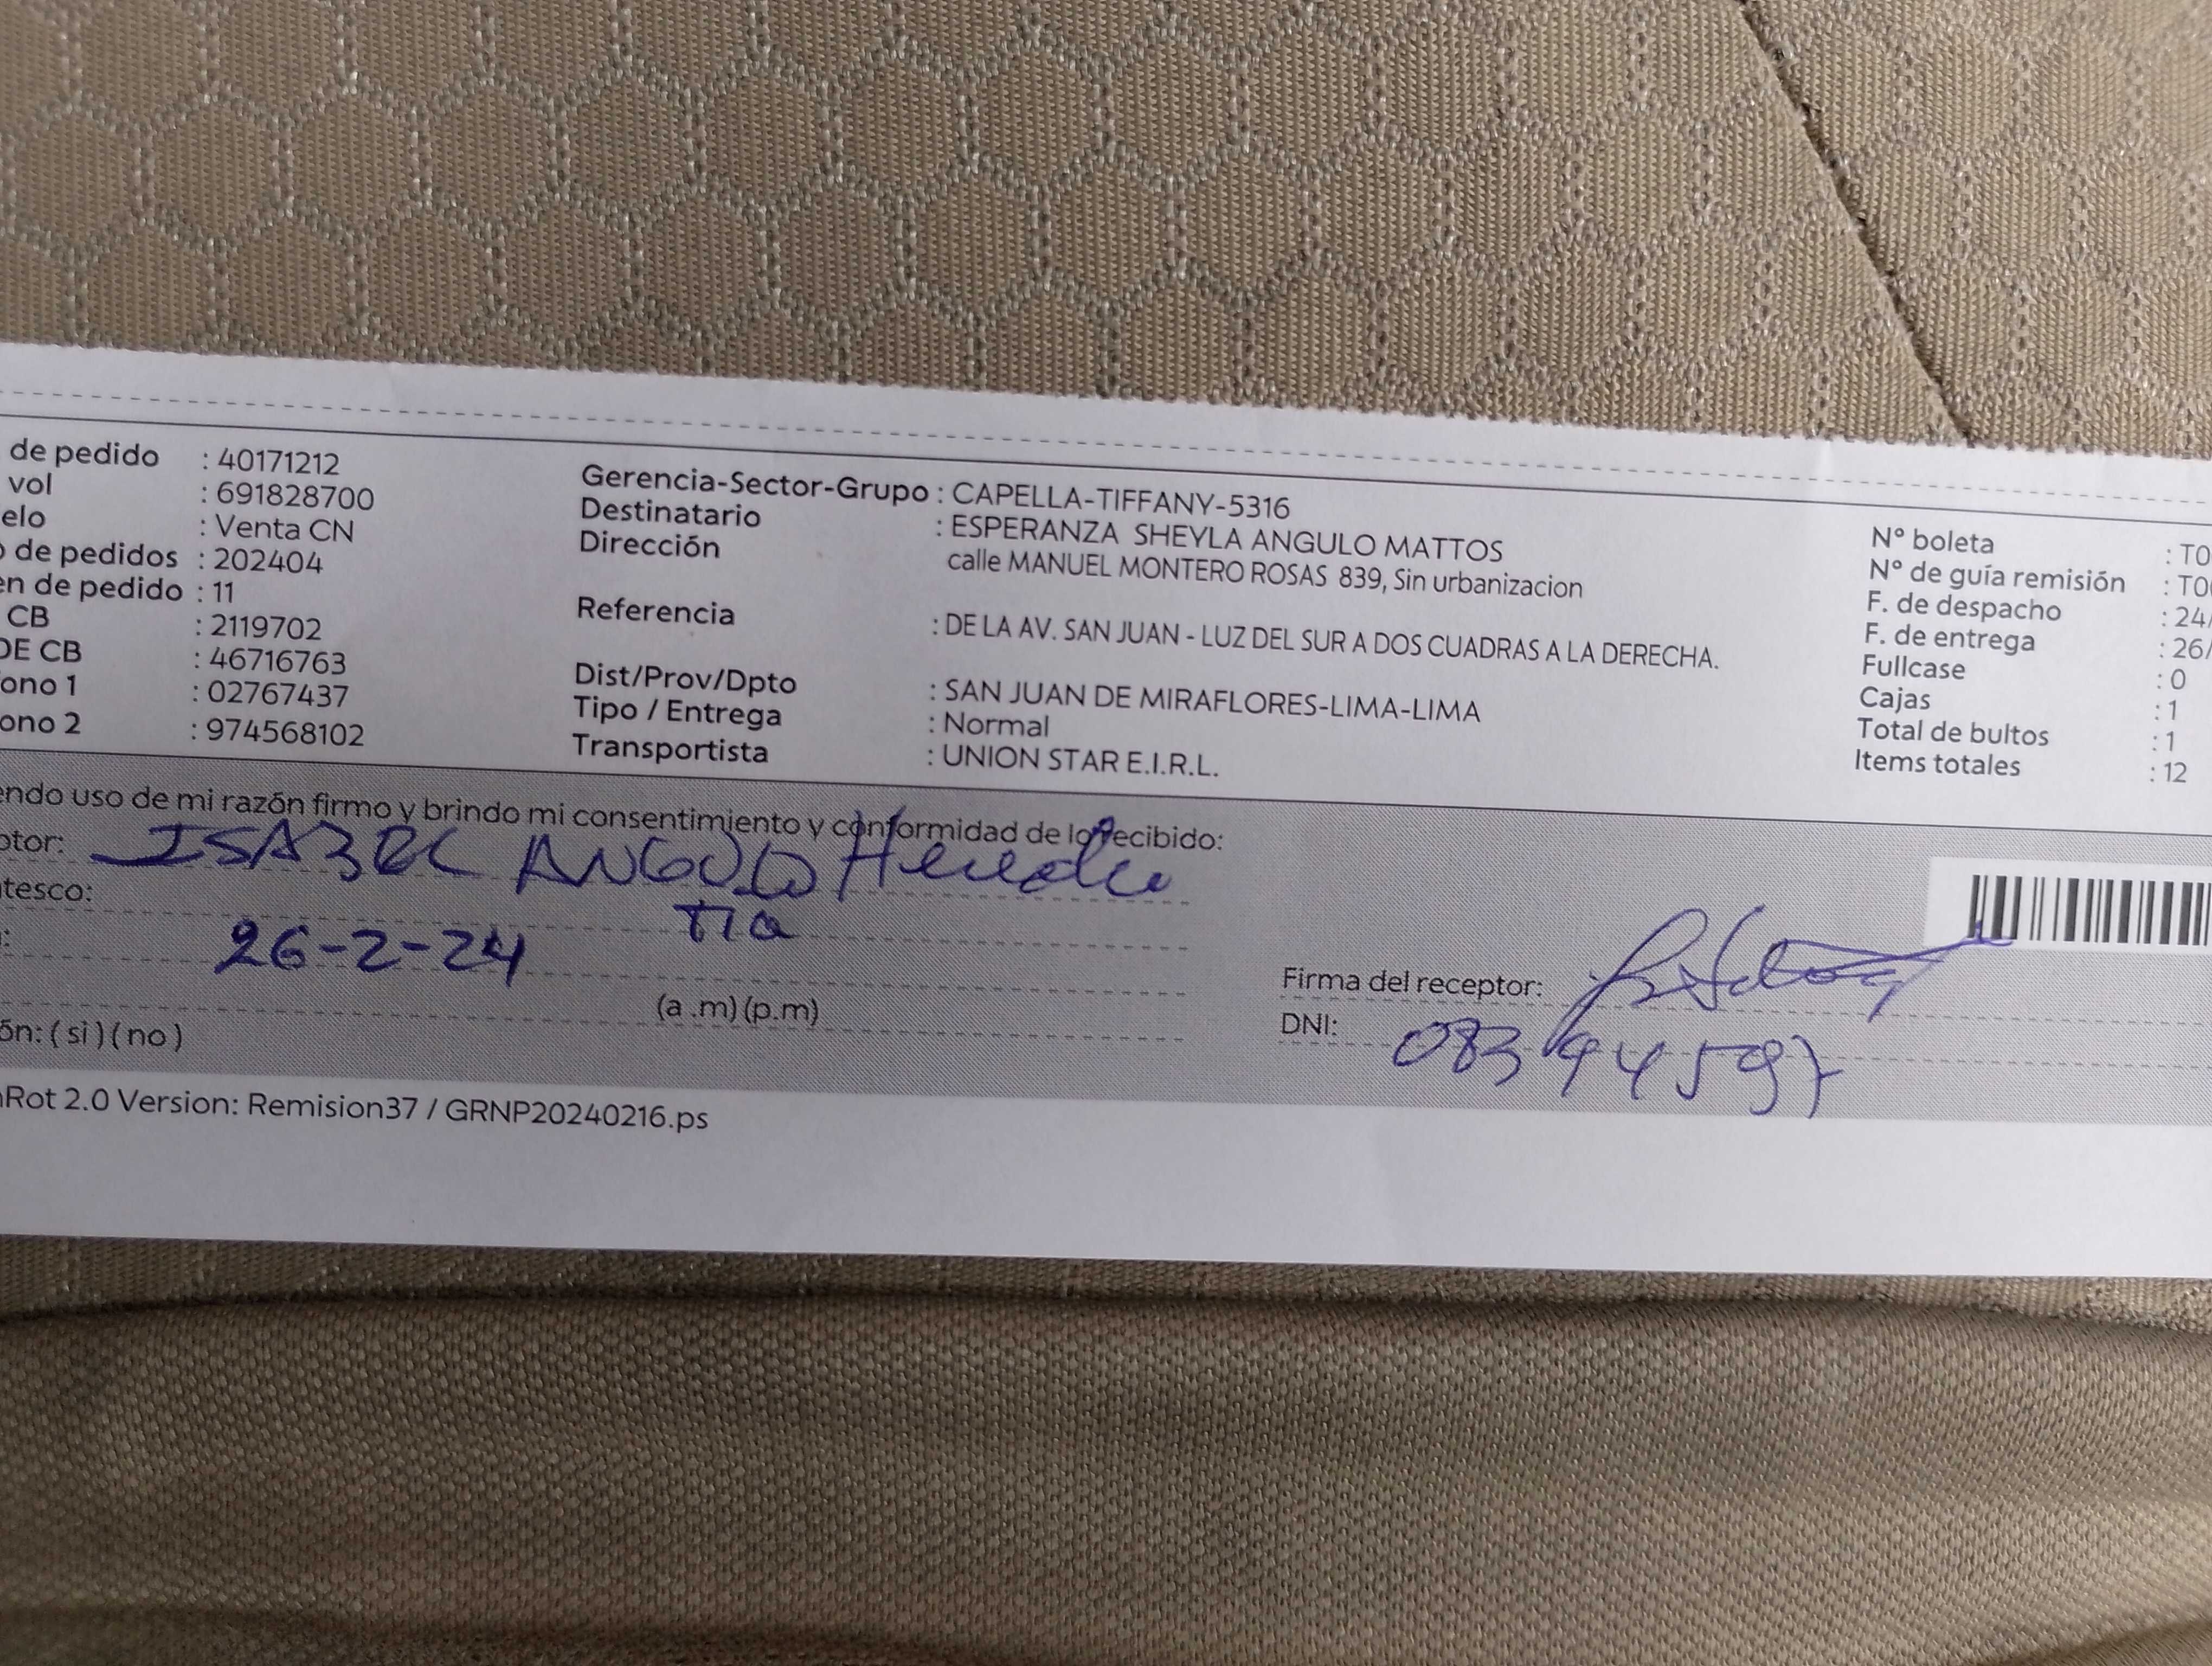 de pedido : 40171212
vol : 691828700
elo : Venta CN
o de pedidos : 202404
en de pedido : 11
CB : 2119702
DE CB : 46716763
ono 1 : 02767437
ono 2 : 974568102
Gerencia-Sector-Grupo : CAPELLA-TIFFANY-5316
Destinatario : ESPERANZA SHEYLA ANGULO MATTOS
Dirección calle MANUEL MONTERO ROSAS 839, Sin urbanizacion
Referencia : DE LA AV. SAN JUAN - LUZ DEL SUR A DOS CUADRAS A LA DERECHA.
Dist/Prov/Dpto : SAN JUAN DE MIRAFLORES-LIMA-LIMA
Tipo / Entrega : Normal
Transportista : UNION STAR E.I.R.L.
N° boleta : T0
N° de guía remisión : T0
F. de despacho : 24/
F. de entrega : 26/
Fullcase : 0
Cajas : 1
Total de bultos : 1
Items totales : 12
endo uso de mi razón firmo y brindo mi consentimiento y conformidad de lo recibido:
ptor: ISABEL ANGULO Heredia
tesco: tia
: 26-2-24
(a .m) (p.m)
ón: ( si ) ( no )
Firma del receptor:
DNI: 08394597
nRot 2.0 Version: Remision37 / GRNP20240216.ps